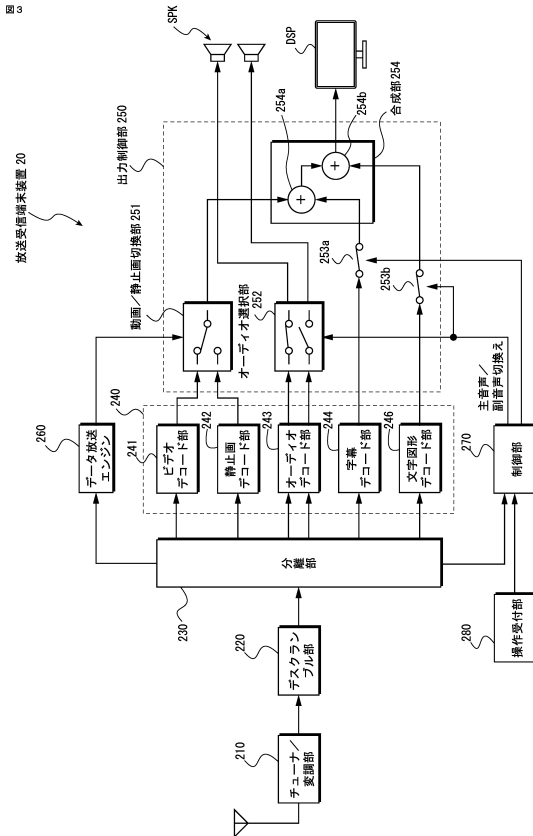 図３
放送受信端末装置 20
出力制御部 250
SPK
DSP
合成部 254
254a
254b
動画／静止画切換部 251
オーディオ選択部
252
253a
253b
主音声／
副音声切換え
240
260
データ放送
エンジン
241
ビデオ
デコード部
242
静止画
デコード部
243
オーディオ
デコード部
244
字幕
デコード部
246
文字図形
デコード部
270
制御部
分離部
230
280
操作受付部
220
デスクラン
ブル部
210
チューナ／
変調部